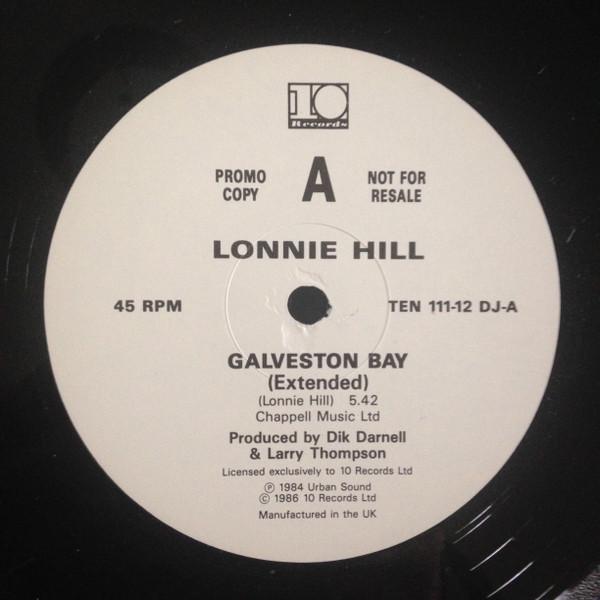 10
Records
PROMO COPY
A
NOT FOR RESALE
LONNIE HILL
45 RPM
TEN 111-12 DJ-A
GALVESTON BAY
(Extended)
(Lonnie Hill) 5.42
Chappell Music Ltd
Produced by Dik Darnell
& Larry Thompson
Licensed exclusively to 10 Records Ltd
℗ 1984 Urban Sound
© 1986 10 Records Ltd
Manufactured in the UK